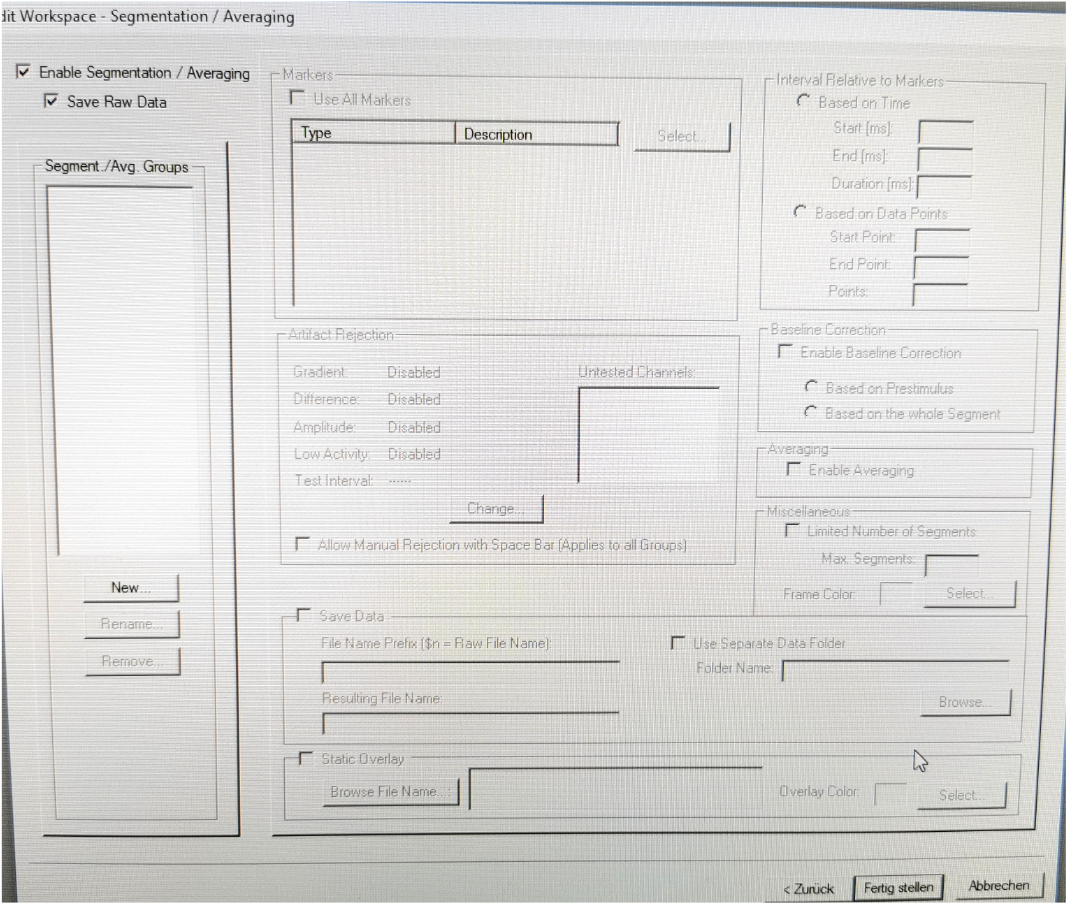 dit Workspace - Segmentation / Averaging
Enable Segmentation / Averaging
Save Raw Data
Segment./Avg. Groups
New...
Rename...
Remove...
Markers
Use All Markers
Type Description
Select...
Artifact Rejection
Gradient: Disabled
Difference: Disabled
Amplitude: Disabled
Low Activity: Disabled
Test Interval: ......
Untested Channels:
Change...
Allow Manual Rejection with Space Bar (Applies to all Groups)
Interval Relative to Markers
Based on Time
Start [ms]:
End [ms]:
Duration [ms]:
Based on Data Points
Start Point:
End Point:
Points:
Baseline Correction
Enable Baseline Correction
Based on Prestimulus
Based on the whole Segment
Averaging
Enable Averaging
Miscellaneous
Limited Number of Segments
Max. Segments:
Frame Color:
Select...
Save Data
File Name Prefix ($n = Raw File Name):
Resulting File Name:
Use Separate Data Folder
Folder Name:
Browse...
Static Overlay
Browse File Name...:
Overlay Color:
Select...
< Zurück
Fertig stellen
Abbrechen